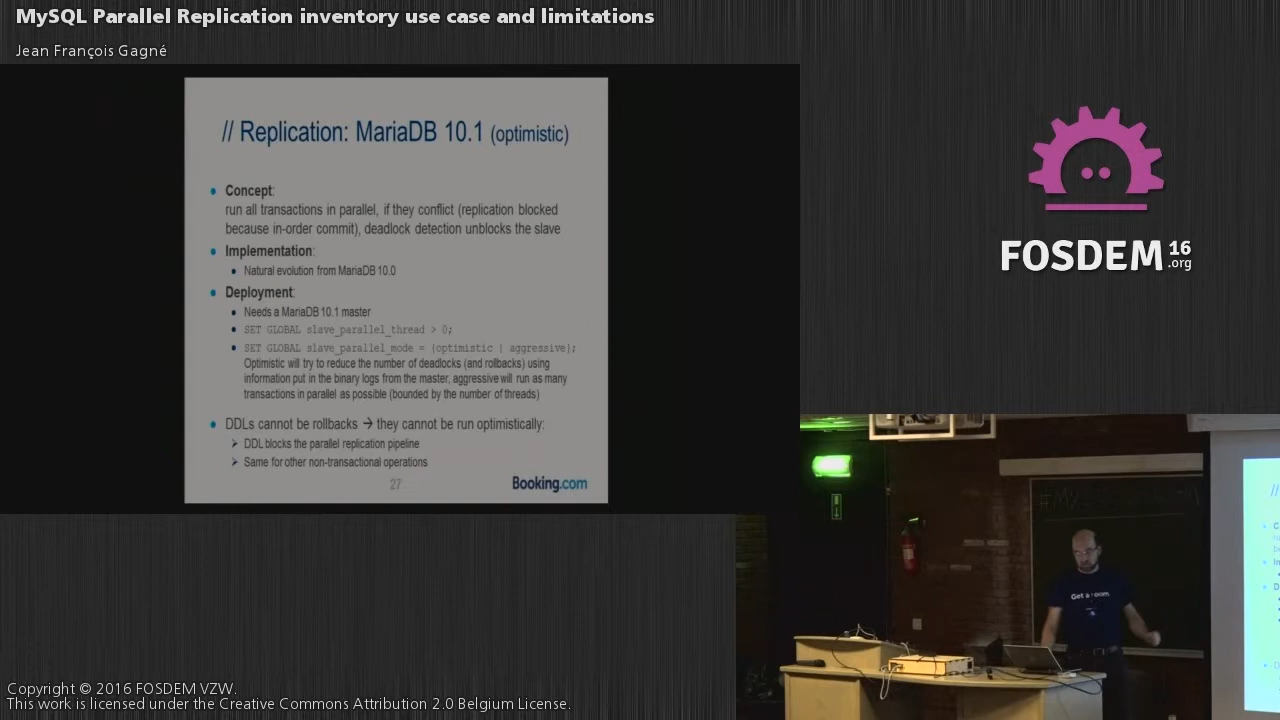 MySQL Parallel Replication inventory use case and limitations
Jean François Gagné
// Replication: MariaDB 10.1 (optimistic)
Concept:
run all transactions in parallel, if they conflict (replication blocked
because in-order commit), deadlock detection unblocks the slave
Implementation:
Natural evolution from MariaDB 10.0
Deployment:
Needs a MariaDB 10.1 master
SET GLOBAL slave_parallel_thread > 0;
SET GLOBAL slave_parallel_mode = {optimistic | aggressive};
Optimistic will try to reduce the number of deadlocks (and rollbacks) using
information put in the binary logs from the master, aggressive will run as many
transactions in parallel as possible (bounded by the number of threads)
DDLs cannot be rollbacks → they cannot be run optimistically:
DDL blocks the parallel replication pipeline
Same for other non-transactional operations
27
Booking.com
FOSDEM 16
.org
Get a room.
Copyright © 2016 FOSDEM VZW.
This work is licensed under the Creative Commons Attribution 2.0 Belgium License.